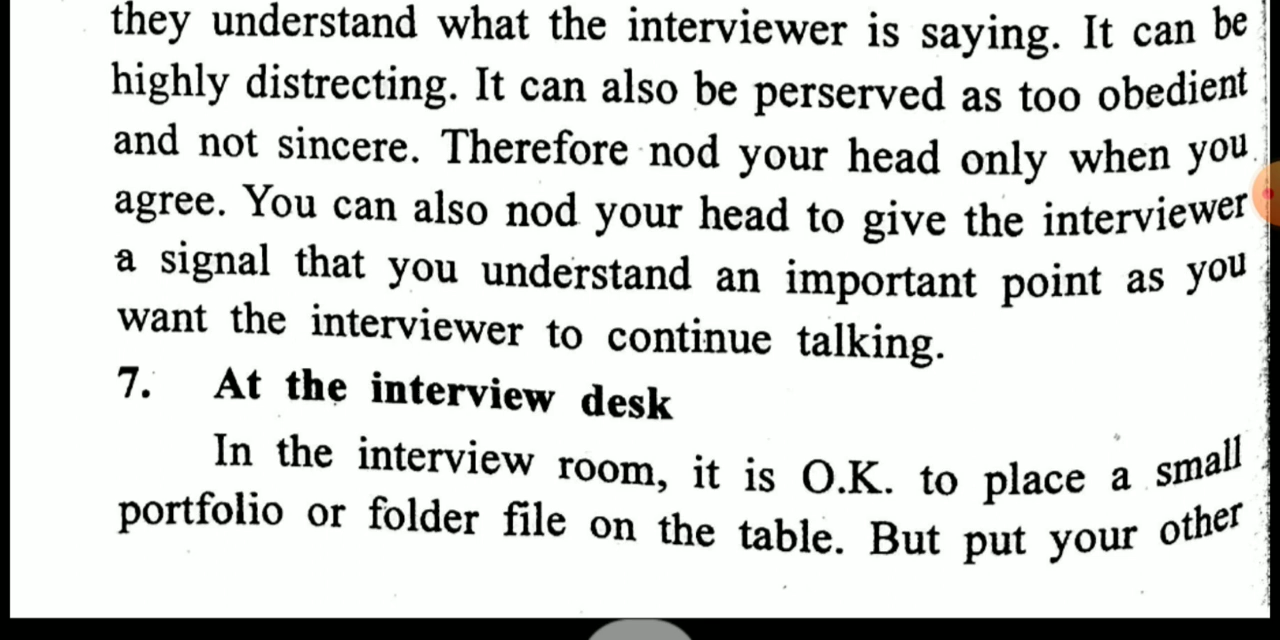 they understand what the interviewer is saying. It can be
highly distrecting. It can also be perserved as too obedient
and not sincere. Therefore nod your head only when you
agree. You can also nod your head to give the interviewer
a signal that you understand an important point as you
want the interviewer to continue talking.
7. At the interview desk
In the interview room, it is O.K. to place a small
portfolio or folder file on the table. But put your other